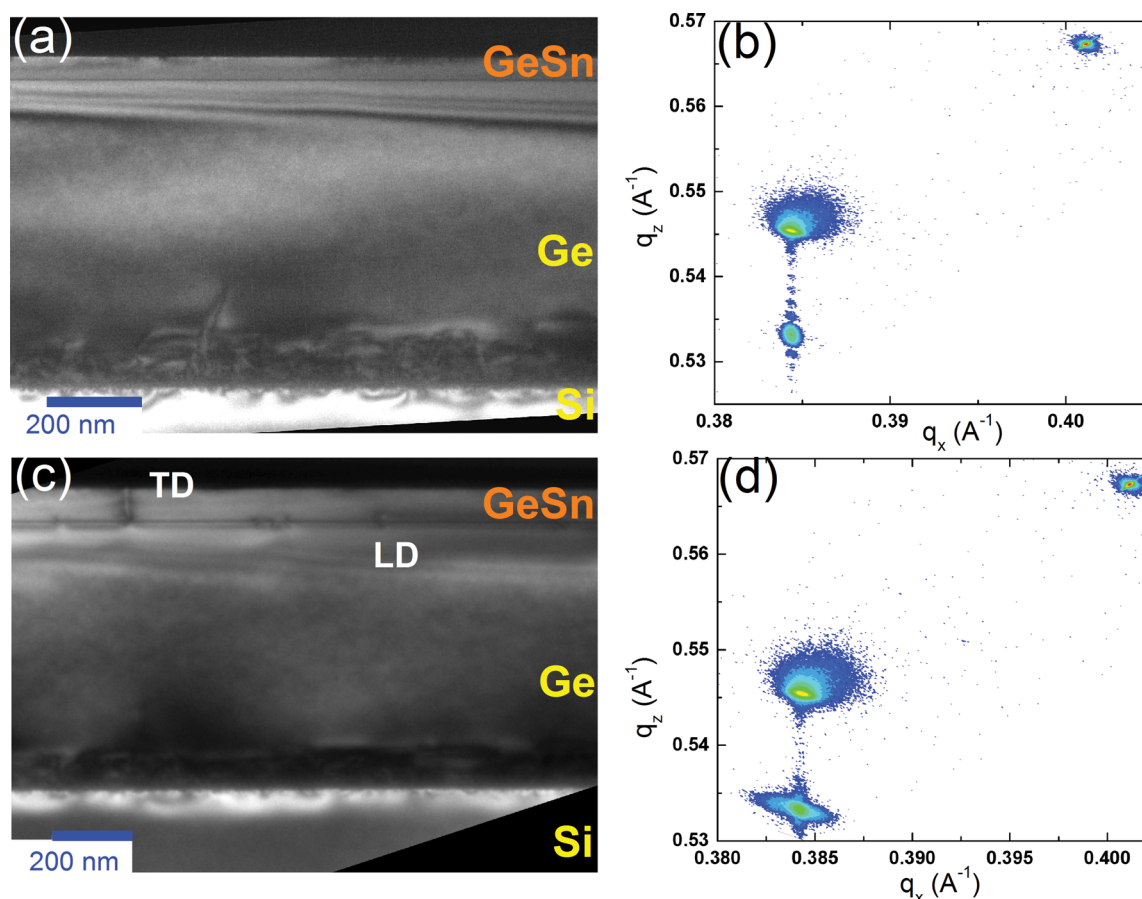 (a)
GeSn
Ge
Si
200 nm
(b)
0.57
0.56
0.55
0.54
0.53
q_z (A⁻¹)
0.38
0.39
0.40
q_x (A⁻¹)
(c)
TD
GeSn
LD
Ge
Si
200 nm
(d)
0.57
0.56
0.55
0.54
0.53
q_z (A⁻¹)
0.380
0.385
0.390
0.395
0.400
q_x (A⁻¹)